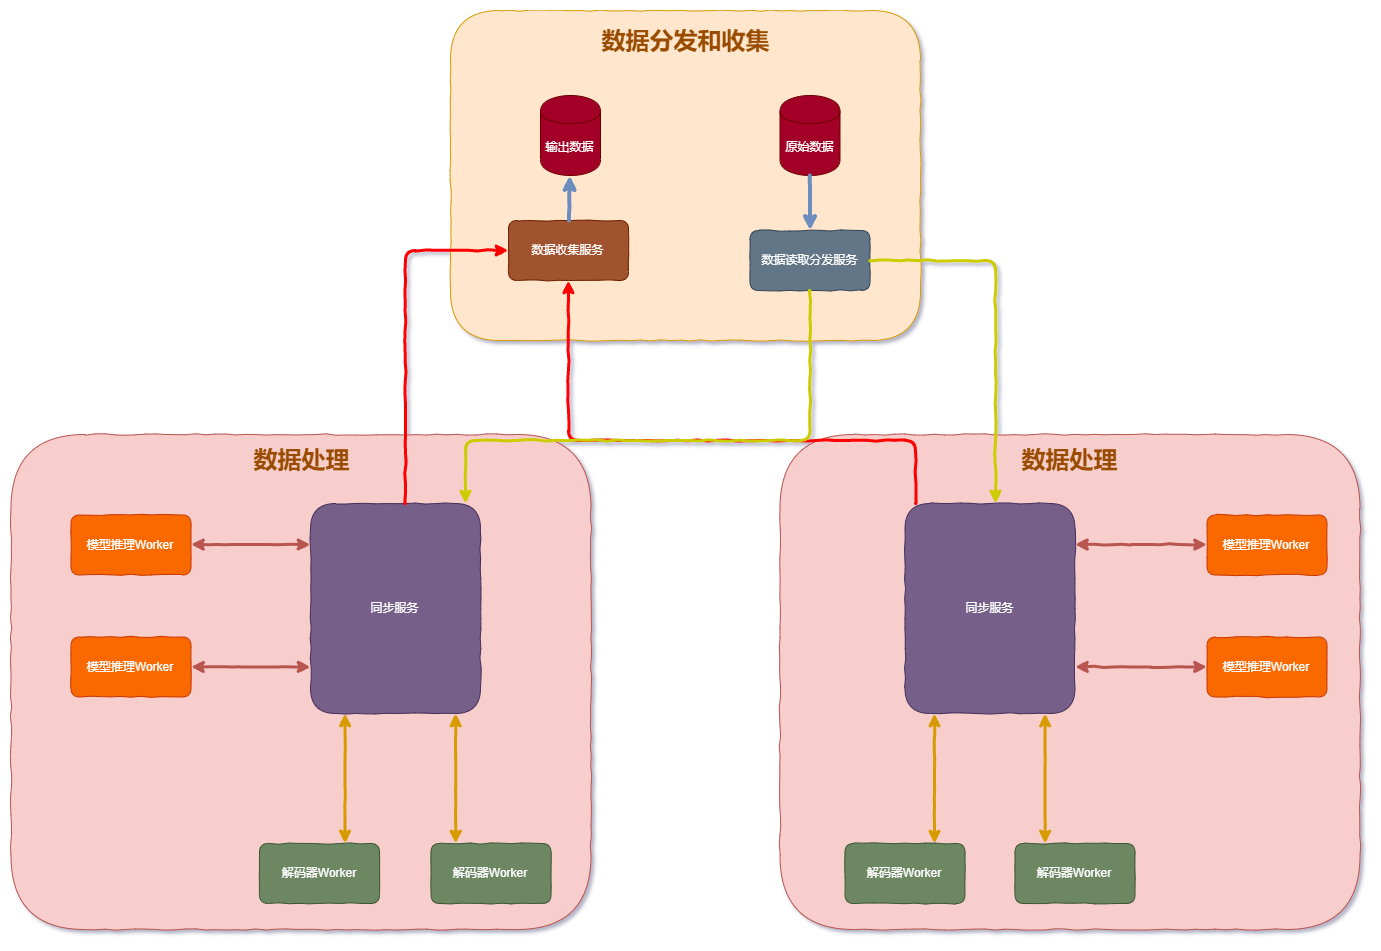 数据分发和收集
输出数据
原始数据
数据收集服务
数据读取分发服务
数据处理
模型推理Worker
模型推理Worker
同步服务
解码器Worker
解码器Worker
数据处理
同步服务
模型推理Worker
模型推理Worker
解码器Worker
解码器Worker